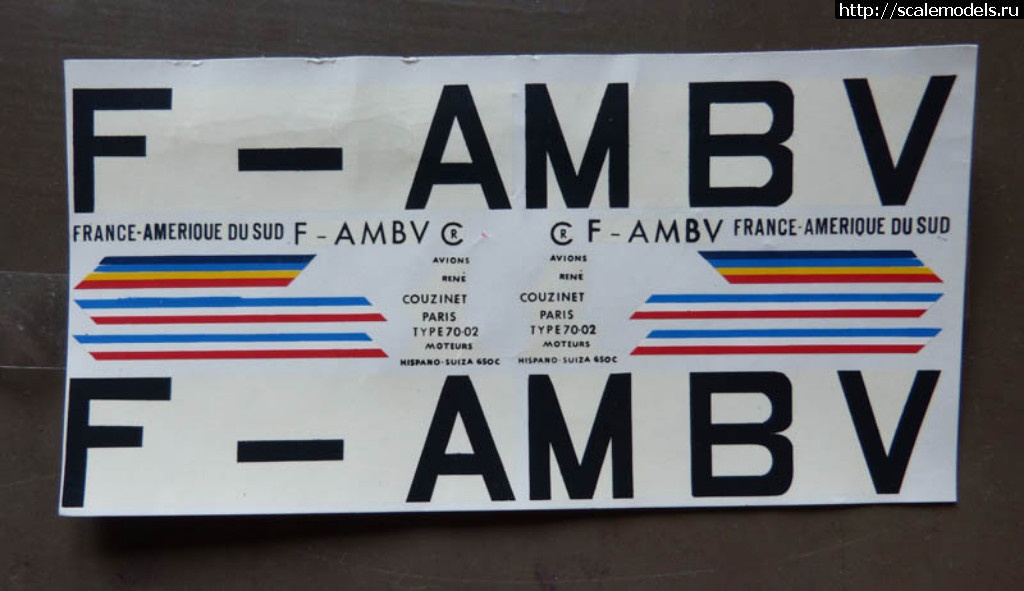 http://scalemodels.ru
F - AMBV
FRANCE-AMERIQUE DU SUD F - AMBV CR CR F - AMBV FRANCE-AMERIQUE DU SUD
AVIONS AVIONS
RENÉ RENÉ
COUZINET COUZINET
PARIS PARIS
TYPE 70-02 TYPE 70-02
MOTEURS MOTEURS
HISPANO-SUIZA 650C HISPANO-SUIZA 650C
F - AMBV